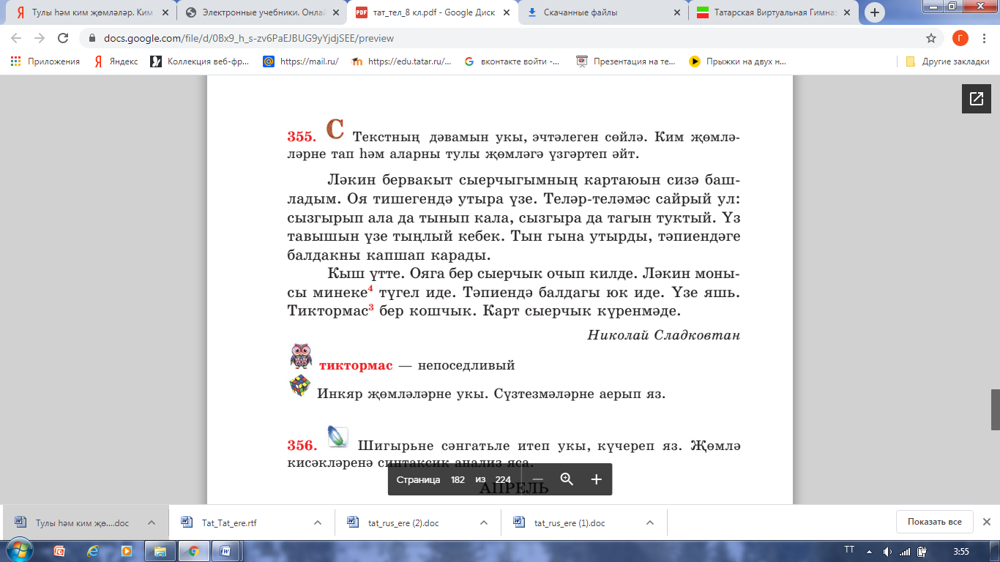 Тулы һәм ким җөмләләр. Ким
Электронные учебники. Онлай
тат_тел_8 кл.pdf - Google Диск
Скачанные файлы
Татарская Виртуальная Гимназ
docs.google.com/file/d/0Bx9_h_s-zv6PaEJBUG9yYjdjSEE/preview
Приложения
Яндекс
Коллекция веб-фр...
https://mail.ru/
https://edu.tatar.ru/...
вконтакте войти -...
Презентация на те...
Прыжки на двух н...
Другие закладки
355. С Текстның дәвамын укы, эчтәлеген сөйлә. Ким җөмлә-
ләрне тап һәм аларны тулы җөмләгә үзгәртеп әйт.
Ләкин бервакыт сыерчыгымның картаюын сизә баш-
ладым. Оя тишегендә утыра үзе. Теләр-теләмәс сайрый ул:
сызгырып ала да тынып кала, сызгыра да тагын туктый. Үз
тавышын үзе тыңлый кебек. Тын гына утырды, тәпиендәге
балдакны капшап карады.
Кыш үтте. Ояга бер сыерчык очып килде. Ләкин моны-
сы минеке4 түгел иде. Тәпиендә балдагы юк иде. Үзе яшь.
Тиктормас3 бер кошчык. Карт сыерчык күренмәде.
Николай Сладковтан
тиктормас — непоседливый
Инкяр җөмләләрне укы. Сүзтезмәләрне аерып яз.
356. Шигырьне сәнгатьле итеп укы, күчереп яз. Җөмлә
кисәкләренә синтаксик анализ яса.
Страница 182 из 224
АПРЕЛЬ
Тулы һәм ким җө....doc
Tat_Tat_ere.rtf
tat_rus_ere (2).doc
tat_rus_ere (1).doc
Показать все
TT
3:55